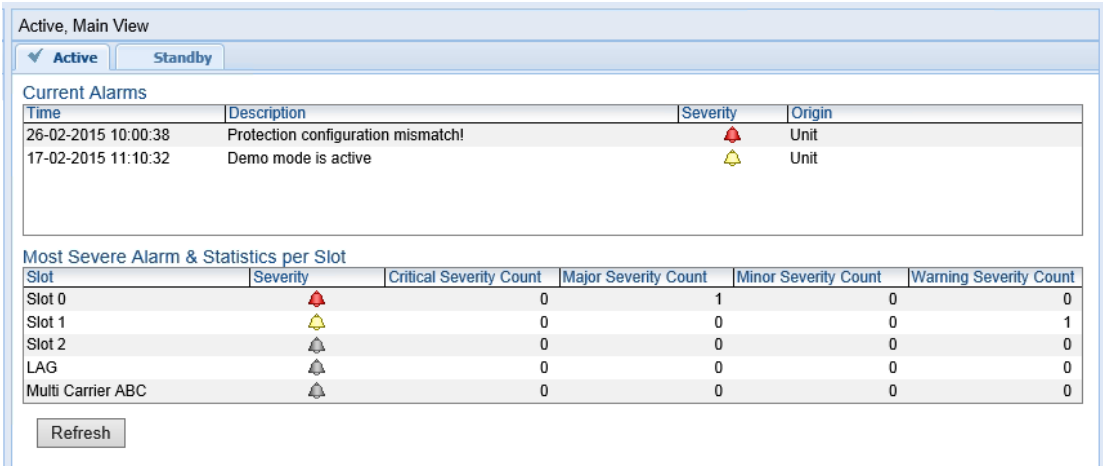 Active, Main View
Active Standby
Current Alarms
Time Description Severity Origin
26-02-2015 10:00:38 Protection configuration mismatch! Unit
17-02-2015 11:10:32 Demo mode is active Unit
Most Severe Alarm & Statistics per Slot
Slot Severity Critical Severity Count Major Severity Count Minor Severity Count Warning Severity Count
Slot 0 0 1 0 0
Slot 1 0 0 0 1
Slot 2 0 0 0 0
LAG 0 0 0 0
Multi Carrier ABC 0 0 0 0
Refresh